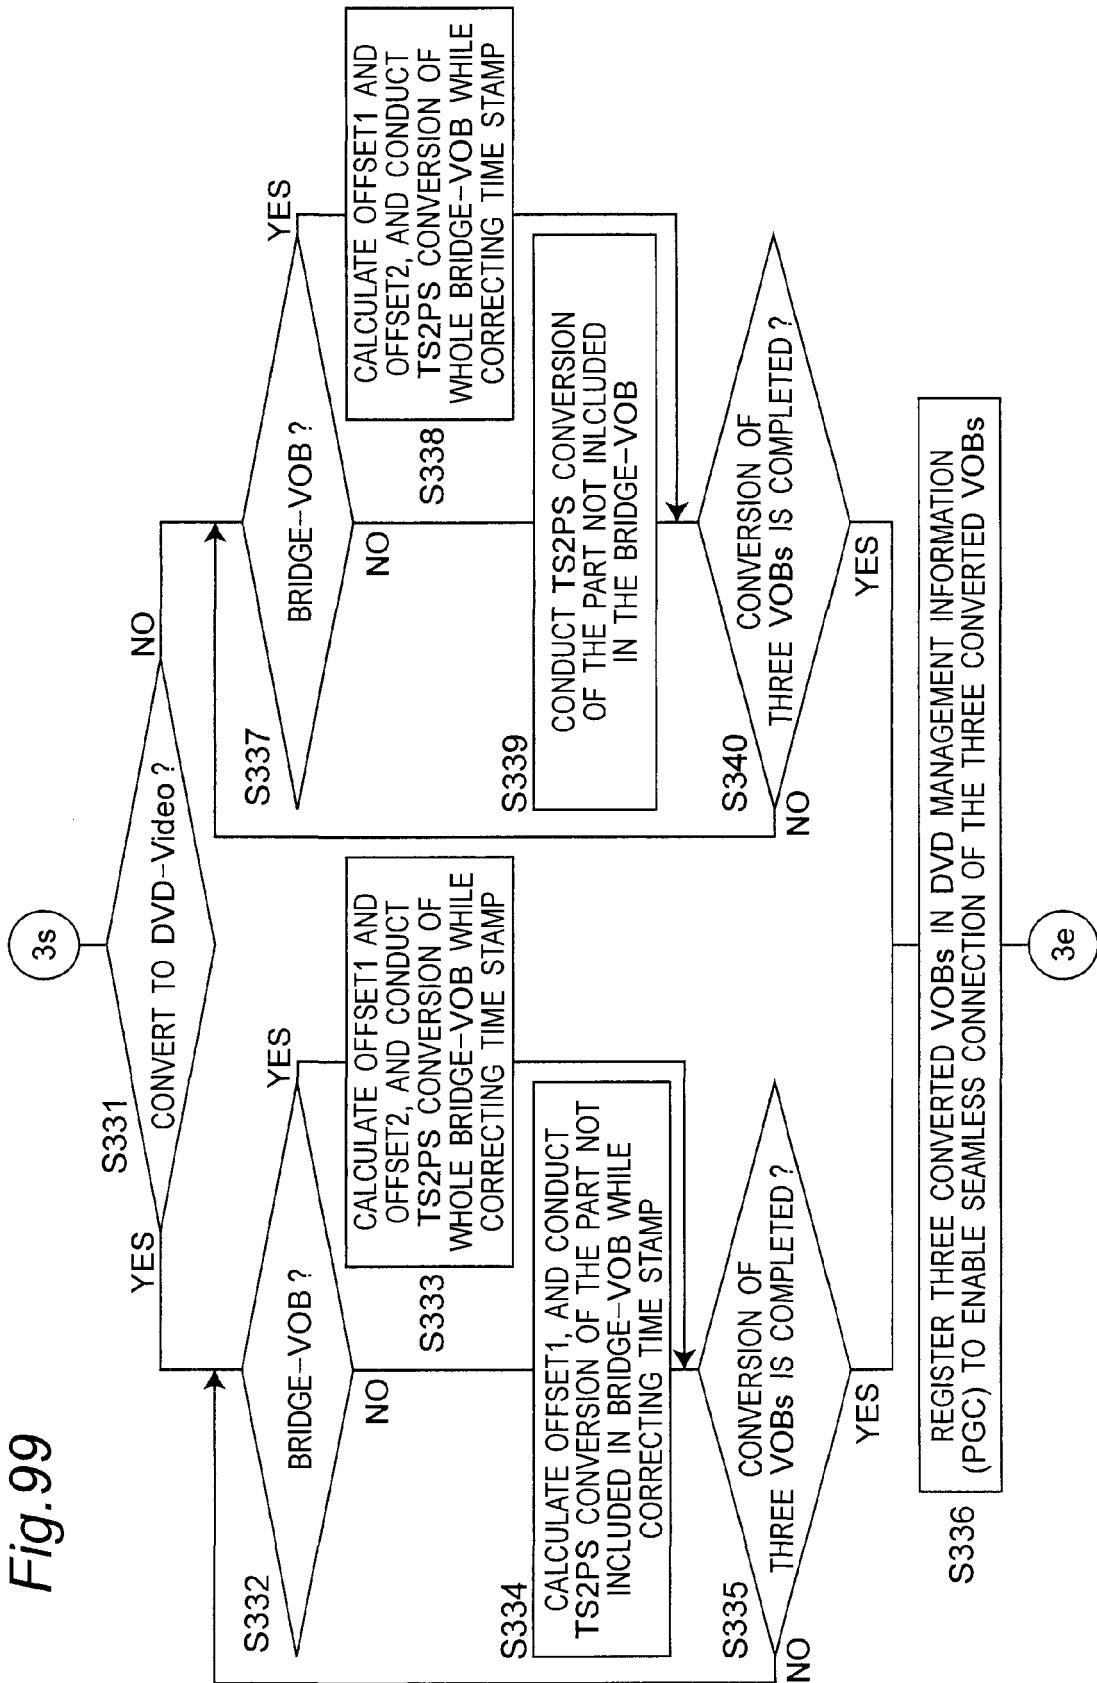 Fig.99
3s
S331
CONVERT TO DVD-Video?
YES
NO
S332
BRIDGE-VOB?
YES
NO
S333
CALCULATE OFFSET1 AND
OFFSET2, AND CONDUCT
TS2PS CONVERSION OF
WHOLE BRIDGE-VOB WHILE
CORRECTING TIME STAMP
S334
CALCULATE OFFSET1, AND CONDUCT
TS2PS CONVERSION OF THE PART NOT
INCLUDED IN BRIDGE-VOB WHILE
CORRECTING TIME STAMP
S335
CONVERSION OF
THREE VOBs IS COMPLETED?
NO
YES
S337
BRIDGE-VOB?
YES
NO
S338
CALCULATE OFFSET1 AND
OFFSET2, AND CONDUCT
TS2PS CONVERSION OF
WHOLE BRIDGE-VOB WHILE
CORRECTING TIME STAMP
S339
CONDUCT TS2PS CONVERSION
OF THE PART NOT INLCLUDED
IN THE BRIDGE-VOB
S340
CONVERSION OF
THREE VOBs IS COMPLETED?
NO
YES
S336
REGISTER THREE CONVERTED VOBs IN DVD MANAGEMENT INFORMATION
(PGC) TO ENABLE SEAMLESS CONNECTION OF THE THREE CONVERTED VOBs
3e